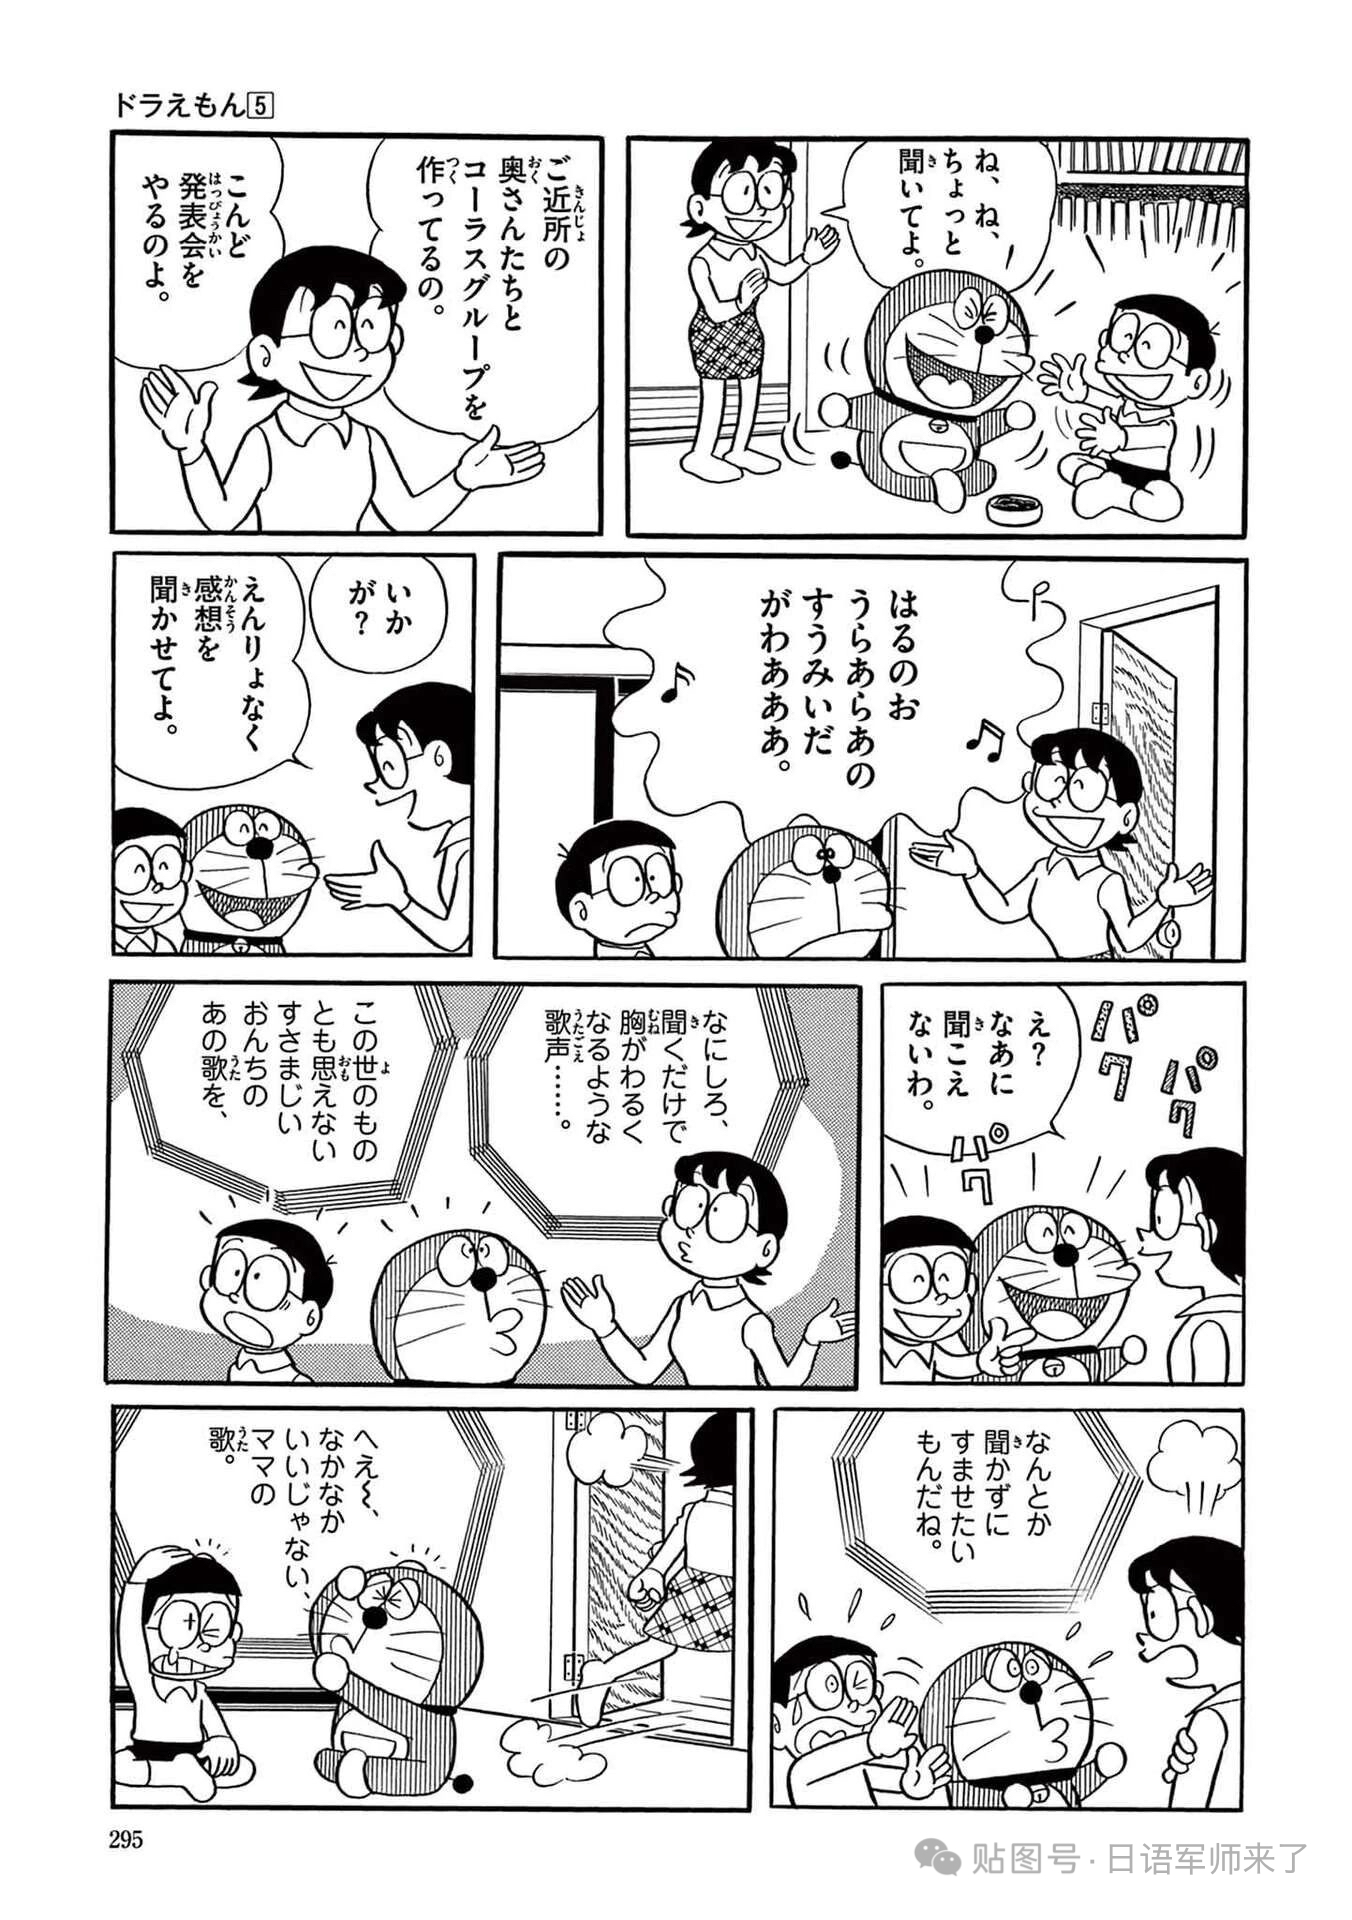 ドラえもん5
ね、ね、
ちょっと
聞いてよ。
ご近所の
奥さんたちと
コーラスグループを
作ってるの。
こんど
発表会を
やるのよ。
はるのお
うらあらあの
すうみいだ
がわあああ。
いか
が?
えんりょなく
感想を
聞かせてよ。
パク
パク
パク
え?
なあに
聞こえ
ないわ。
なにしろ、
聞くだけで
胸がわるく
なるような
歌声……。
この世のもの
とも思えない
すさまじい
おんちの
あの歌を、
なんとか
聞かずに
すませたい
もんだね。
へえ〜、
なかなか
いいじゃない、
ママの
歌。
295
贴图号·日语军师来了